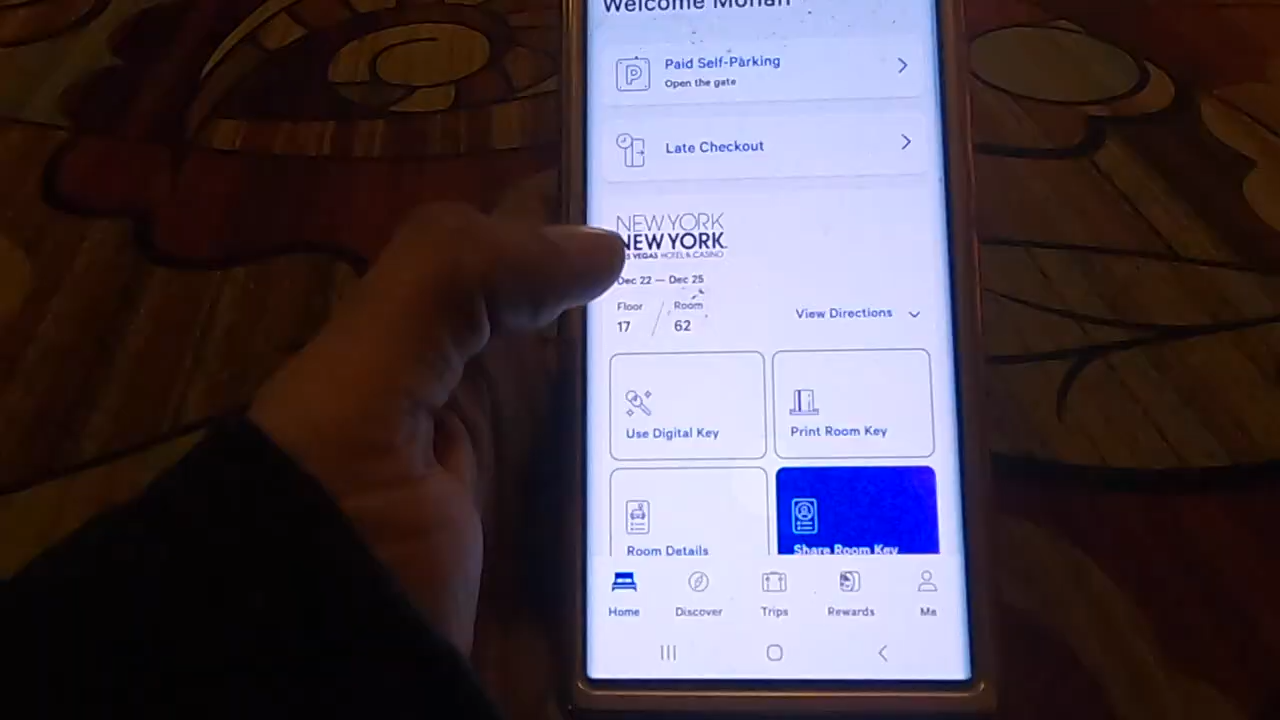 Welcome Mohan
Paid Self-Parking
Open the gate
Late Checkout
NEW YORK
NEW YORK
VEGAS HOTEL & CASINO
Dec 22 — Dec 25
Floor
Room
17
62
View Directions
Use Digital Key
Print Room Key
Room Details
Share Room Key
Home
Discover
Trips
Rewards
Me